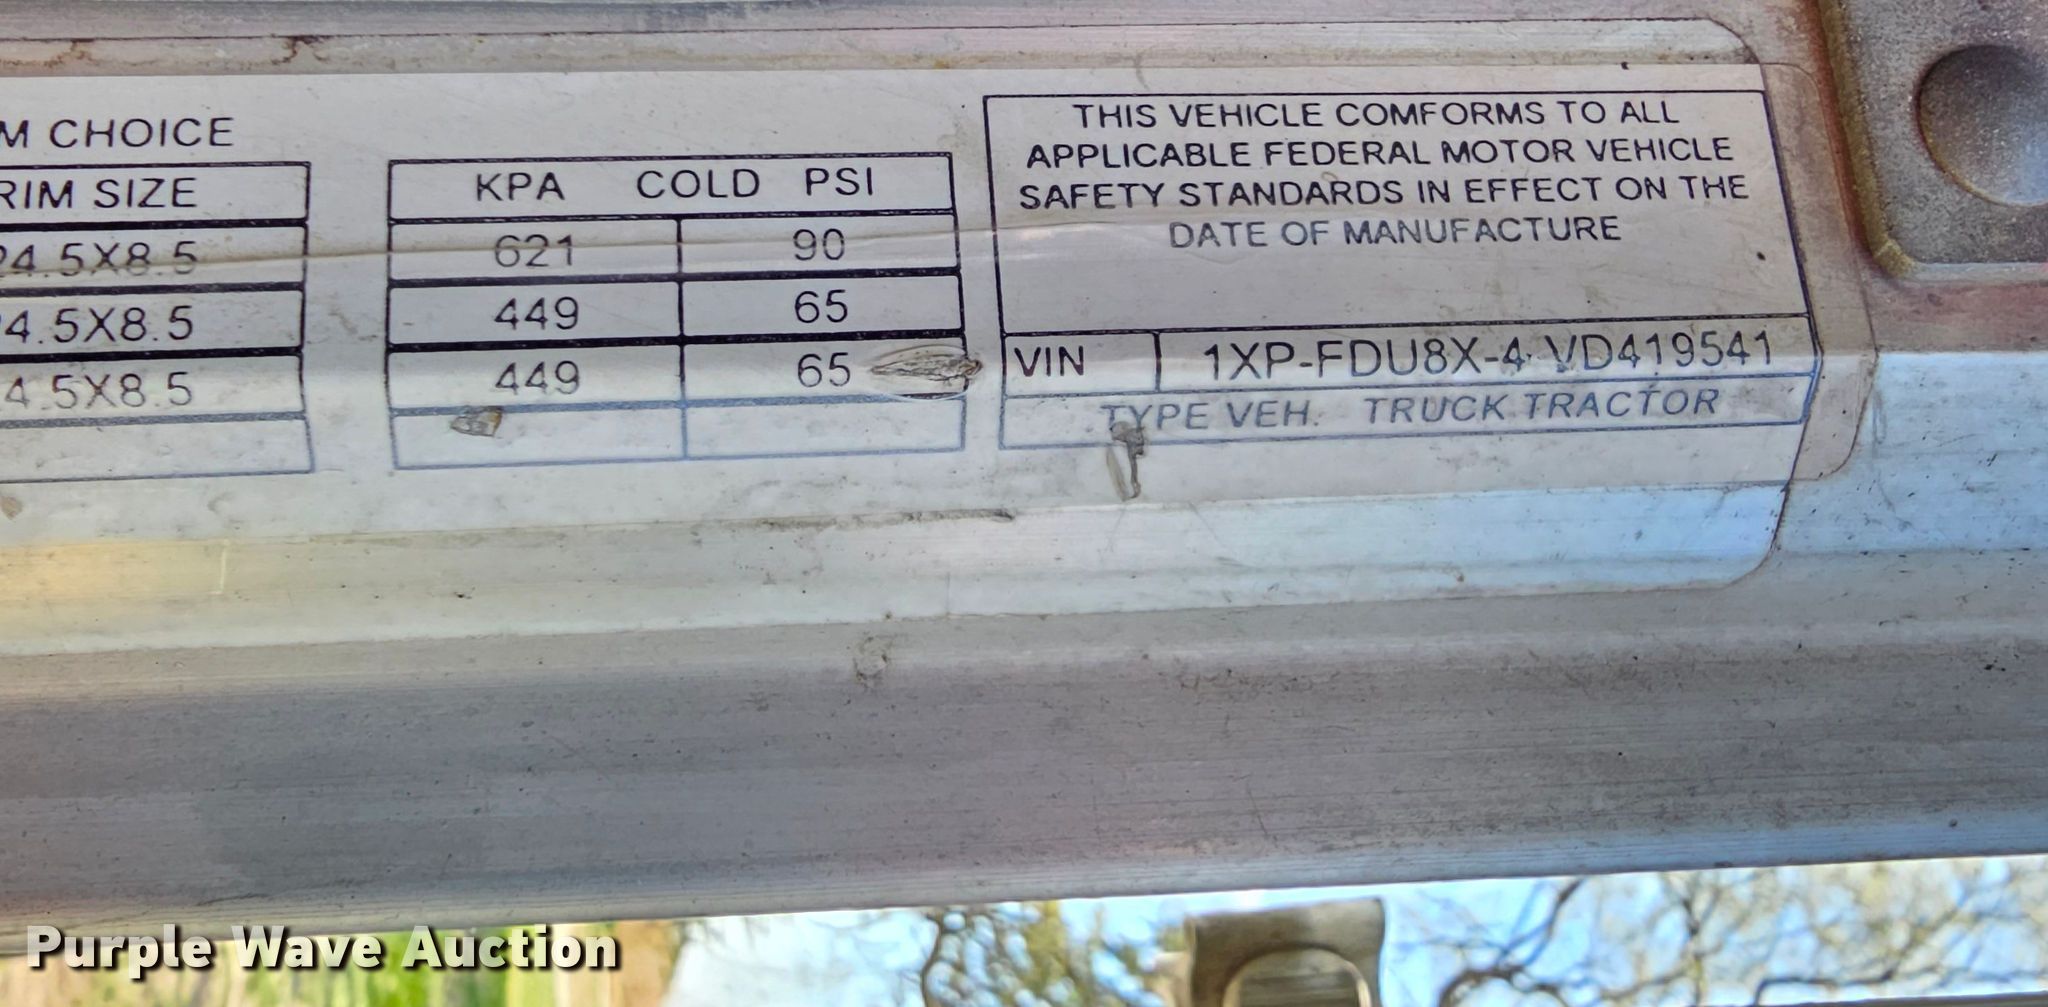 M CHOICE
RIM SIZE
24.5X8.5
4.5X8.5
4.5X8.5
KPA COLD PSI
621 90
449 65
449 65
THIS VEHICLE COMFORMS TO ALL
APPLICABLE FEDERAL MOTOR VEHICLE
SAFETY STANDARDS IN EFFECT ON THE
DATE OF MANUFACTURE
VIN 1XP-FDU8X-4 VD419541
TYPE VEH. TRUCK TRACTOR
Purple Wave Auction